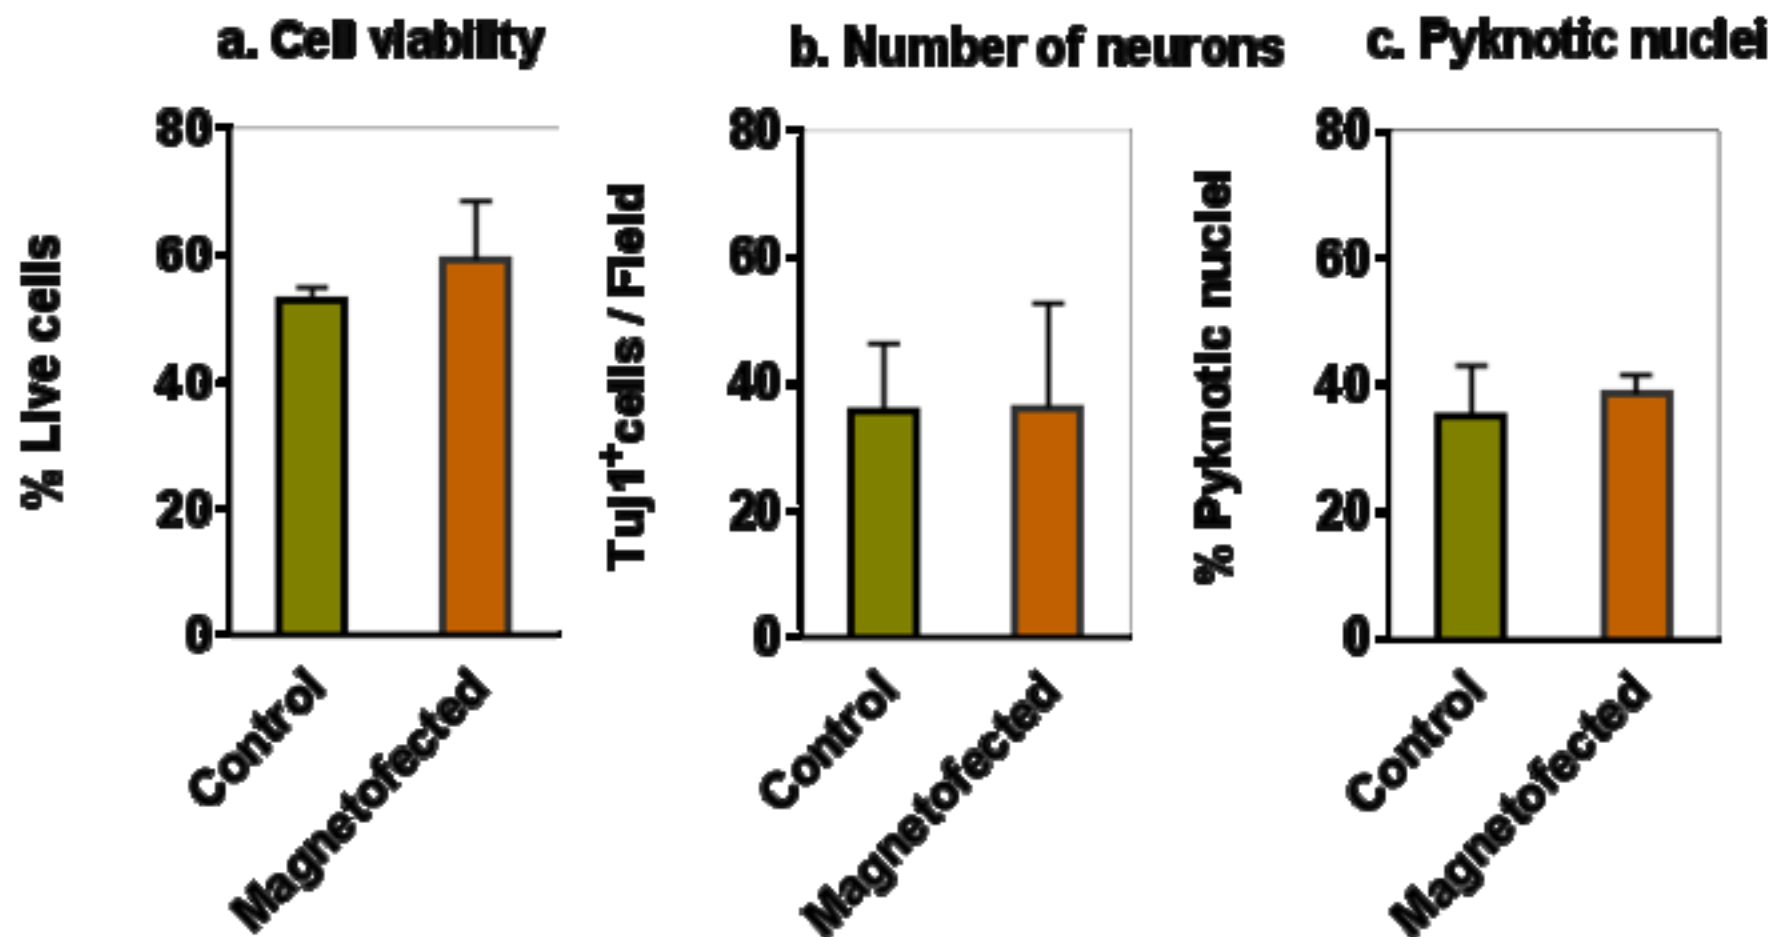 a. Cell viability
% Live cells
80
60
40
20
0
Control
Magnetofected
b. Number of neurons
Tuj1⁺cells / Field
80
60
40
20
0
Control
Magnetofected
c. Pyknotic nuclei
% Pyknotic nuclei
80
60
40
20
0
Control
Magnetofected